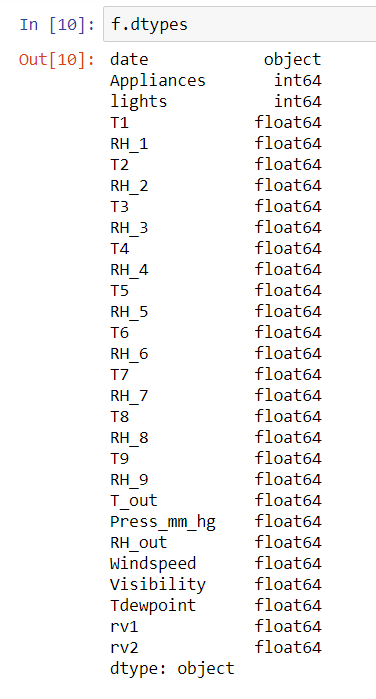 In [10]: f.dtypes
Out[10]: date object
Appliances int64
lights int64
T1 float64
RH_1 float64
T2 float64
RH_2 float64
T3 float64
RH_3 float64
T4 float64
RH_4 float64
T5 float64
RH_5 float64
T6 float64
RH_6 float64
T7 float64
RH_7 float64
T8 float64
RH_8 float64
T9 float64
RH_9 float64
T_out float64
Press_mm_hg float64
RH_out float64
Windspeed float64
Visibility float64
Tdewpoint float64
rv1 float64
rv2 float64
dtype: object